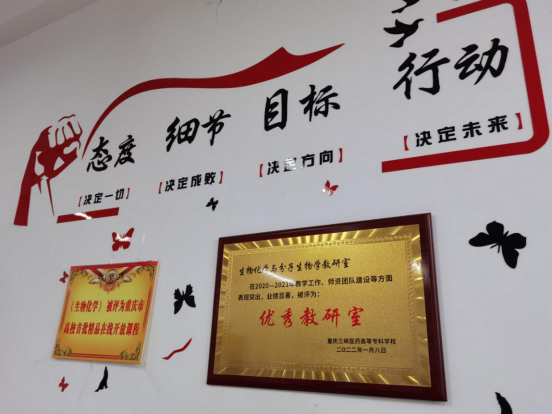 态度 细节 目标 行动
【决定一切】 【决定成败】 【决定方向】 【决定未来】
《生物化学》被评为重庆市
高校首批精品在线开放课程
生物化学与分子生物学教研室
在2020—2021年教学工作、师资团队建设等方面
表现突出,业绩显著,被评为:
优秀教研室
重庆三峡医药高等专科学校
二〇二二年一月八日